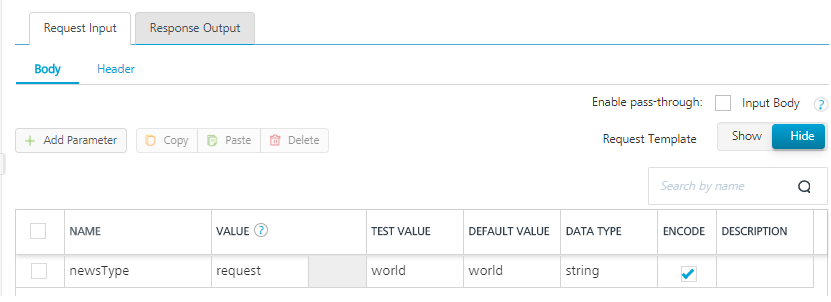 Request Input Response Output
Body Header
Enable pass-through: Input Body ?
+ Add Parameter Copy Paste Delete Request Template Show Hide
Search by name
NAME VALUE ? TEST VALUE DEFAULT VALUE DATA TYPE ENCODE DESCRIPTION
newsType request world world string